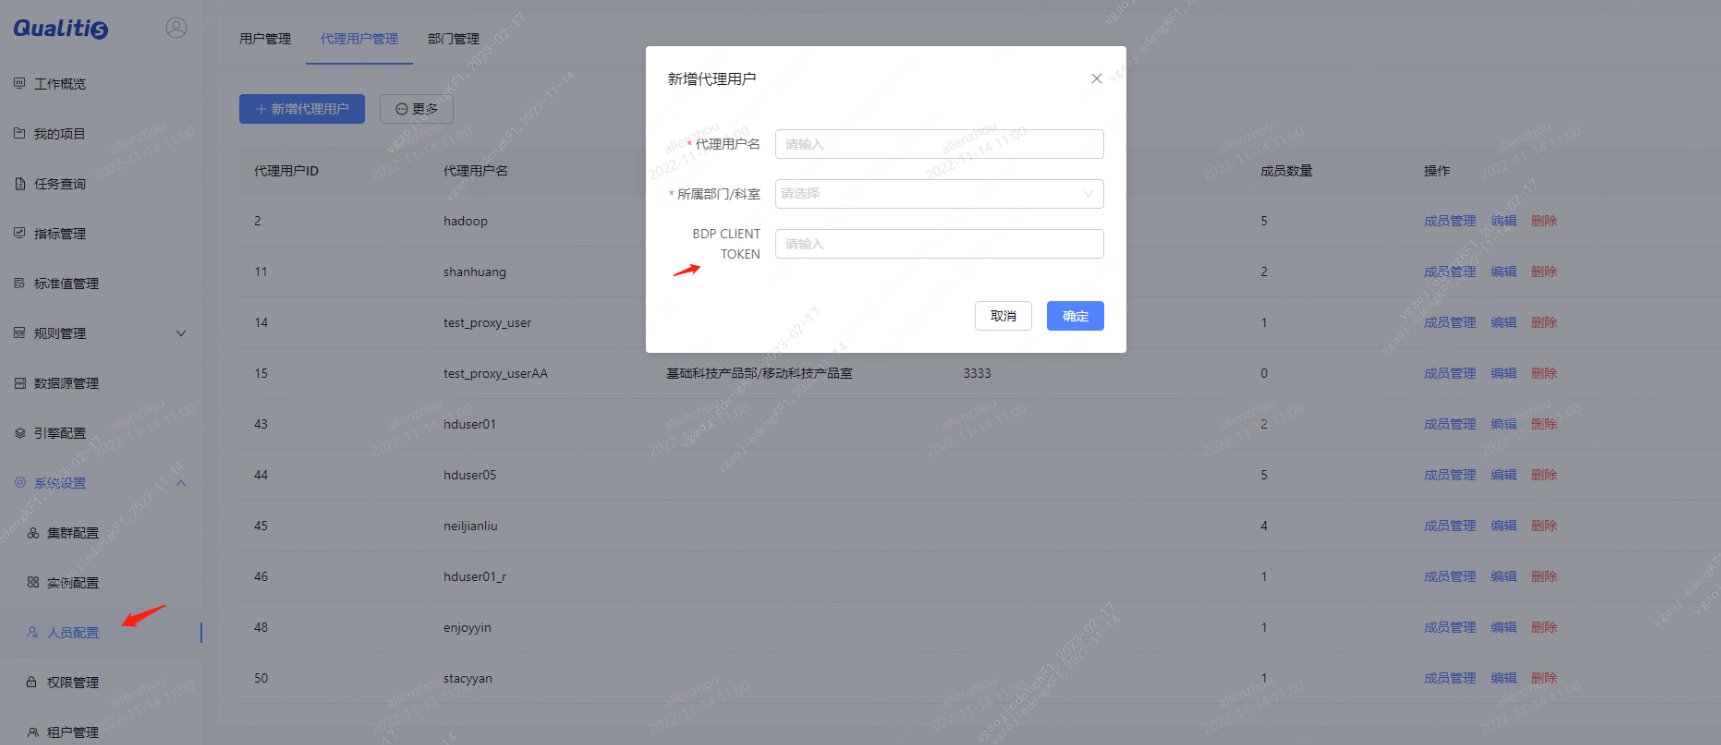 Qualitis
工作概览
我的项目
任务查询
指标管理
标准值管理
规则管理
数据源管理
引擎配置
系统设置
集群配置
实例配置
人员配置
权限管理
租户管理
用户管理 代理用户管理 部门管理
+ 新增代理用户 更多
代理用户ID 代理用户名 成员数量 操作
2 hadoop 5 成员管理 编辑 删除
11 shanhuang 2 成员管理 编辑 删除
14 test_proxy_user 1 成员管理 编辑 删除
15 test_proxy_userAA 基础科技产品部/移动科技产品室 3333 0 成员管理 编辑 删除
43 hduser01 2 成员管理 编辑 删除
44 hduser05 5 成员管理 编辑 删除
45 neiljianliu 4 成员管理 编辑 删除
46 hduser01_r 1 成员管理 编辑 删除
48 enjoyyin 1 成员管理 编辑 删除
50 stacyyan 1 成员管理 编辑 删除
新增代理用户
* 代理用户名 请输入
* 所属部门/科室 请选择
BDP CLIENT
TOKEN 请输入
取消 确定
allenzhou
2022-11-14 11:00